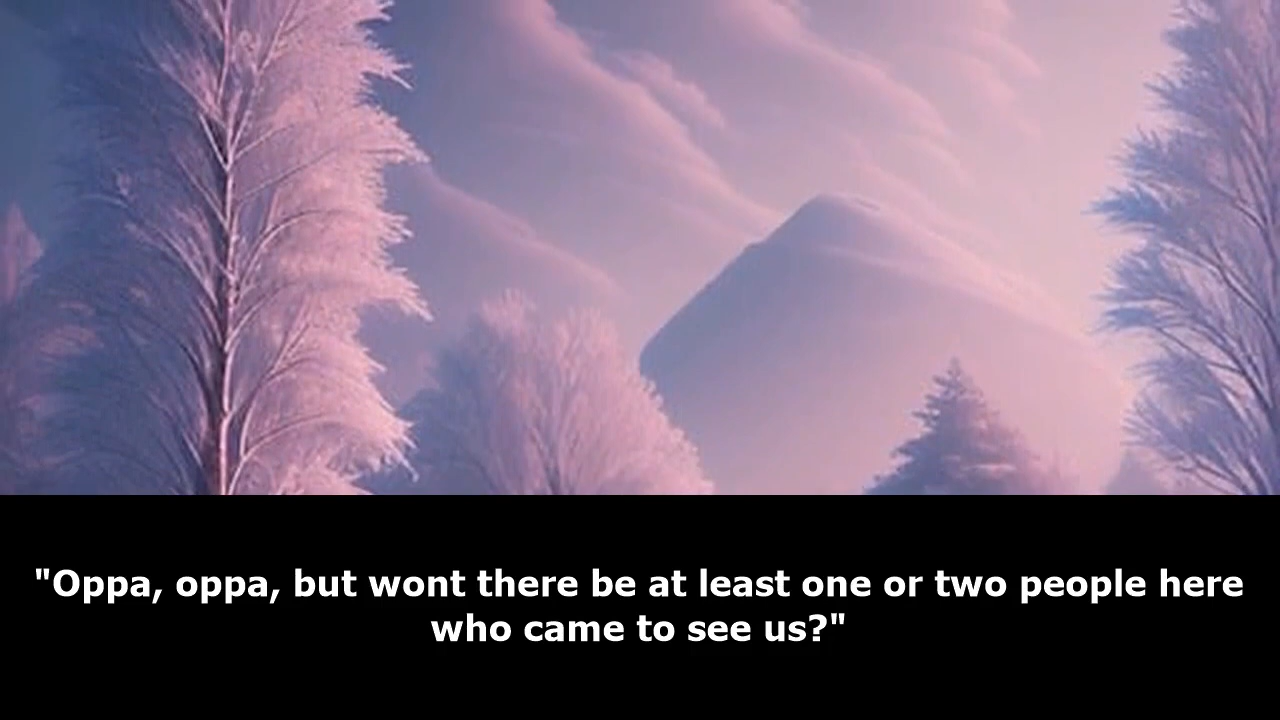 "Oppa, oppa, but wont there be at least one or two people here
who came to see us?"